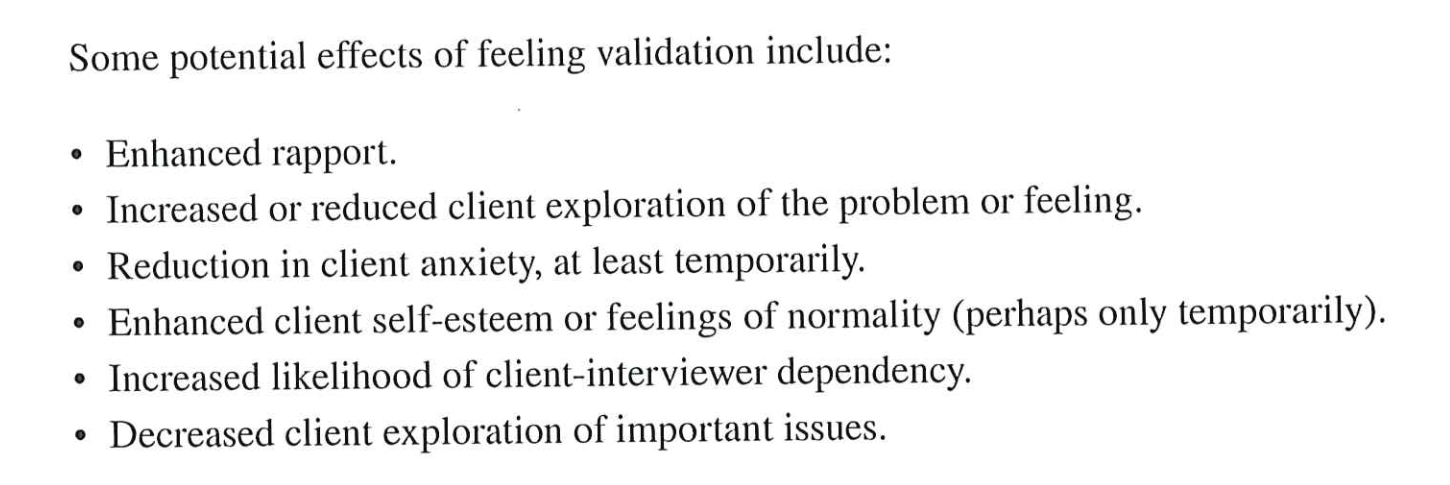 Some potential effects of feeling validation include:
• Enhanced rapport.
• Increased or reduced client exploration of the problem or feeling.
• Reduction in client anxiety, at least temporarily.
• Enhanced client self-esteem or feelings of normality (perhaps only temporarily).
• Increased likelihood of client-interviewer dependency.
• Decreased client exploration of important issues.